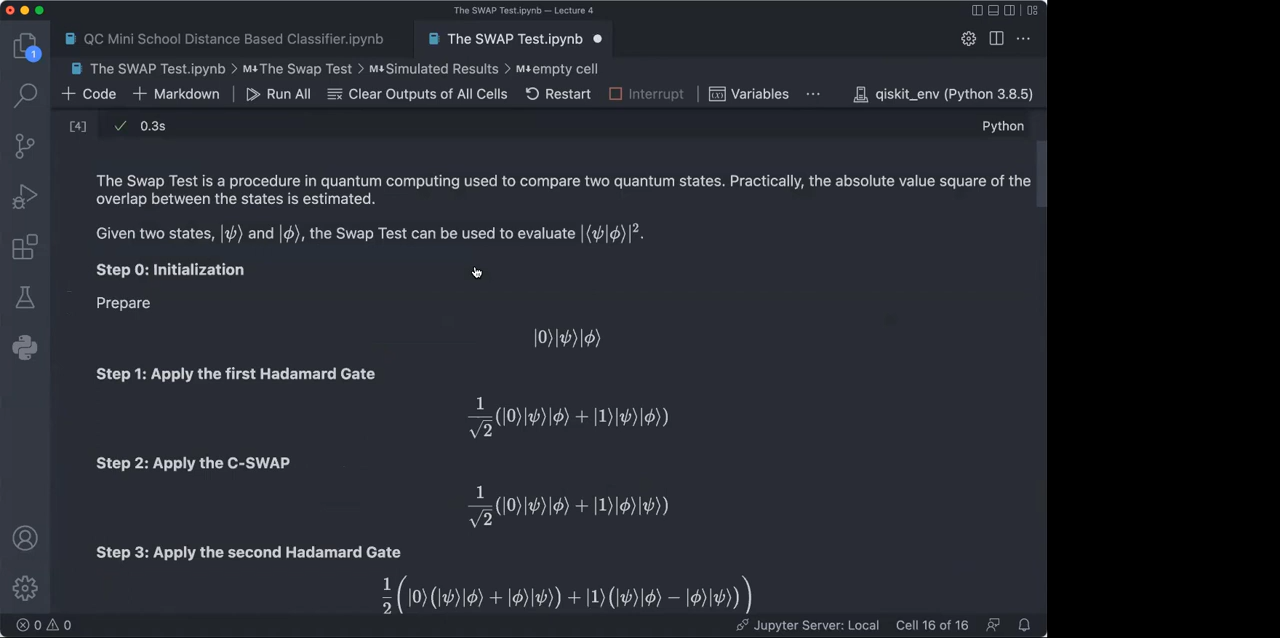 The SWAP Test.ipynb — Lecture 4
QC Mini School Distance Based Classifier.ipynb
The SWAP Test.ipynb
The SWAP Test.ipynb > M↓The Swap Test > M↓Simulated Results > M↓empty cell
+ Code + Markdown | Run All Clear Outputs of All Cells Restart Interrupt | Variables ... qiskit_env (Python 3.8.5)
1
[4] ✓ 0.3s Python
The Swap Test is a procedure in quantum computing used to compare two quantum states. Practically, the absolute value square of the
overlap between the states is estimated.
Given two states, |ψ⟩ and |ϕ⟩, the Swap Test can be used to evaluate |⟨ψ|ϕ⟩|².
Step 0: Initialization
Prepare
|0⟩|ψ⟩|ϕ⟩
Step 1: Apply the first Hadamard Gate
1/√2 (|0⟩|ψ⟩|ϕ⟩ + |1⟩|ψ⟩|ϕ⟩)
Step 2: Apply the C-SWAP
1/√2 (|0⟩|ψ⟩|ϕ⟩ + |1⟩|ϕ⟩|ψ⟩)
Step 3: Apply the second Hadamard Gate
1/2 (|0⟩(|ψ⟩|ϕ⟩ + |ϕ⟩|ψ⟩) + |1⟩(|ψ⟩|ϕ⟩ − |ϕ⟩|ψ⟩))
0 0 Jupyter Server: Local Cell 16 of 16